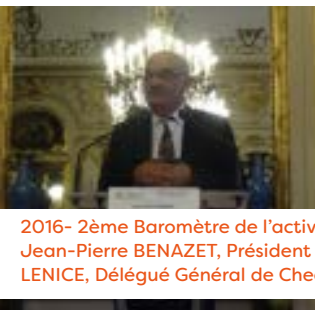 2016- 2ème Baromètre de l'activ
Jean-Pierre BENAZET, Président
LENICE, Délégué Général de Che